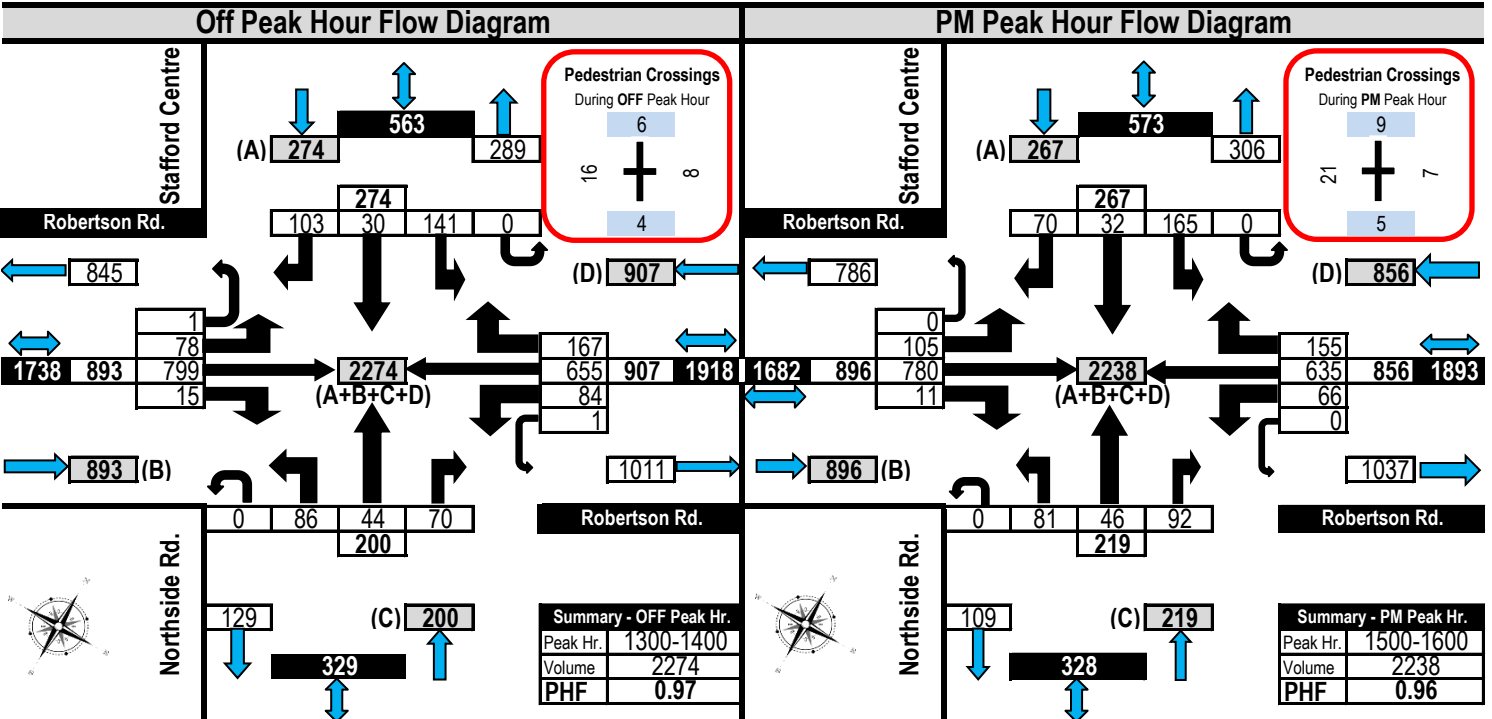 Off Peak Hour Flow Diagram
Stafford Centre
Robertson Rd.
563
(A) 274 289
274
103 30 141 0
Pedestrian Crossings
During OFF Peak Hour
6
16 8
4
845
(D) 907
1
78
1738 893 799
15
2274
(A+B+C+D)
167
655 907 1918
84
1
893 (B)
1011
0 86 44 70
200
Robertson Rd.
Northside Rd.
129 (C) 200
329
Summary - OFF Peak Hr.
Peak Hr. 1300-1400
Volume 2274
PHF 0.97
PM Peak Hour Flow Diagram
Stafford Centre
Robertson Rd.
573
(A) 267 306
267
70 32 165 0
Pedestrian Crossings
During PM Peak Hour
9
21 7
5
786
(D) 856
0
105
1682 896 780
11
2238
(A+B+C+D)
155
635 856 1893
66
0
896 (B)
1037
0 81 46 92
219
Robertson Rd.
Northside Rd.
109 (C) 219
328
Summary - PM Peak Hr.
Peak Hr. 1500-1600
Volume 2238
PHF 0.96